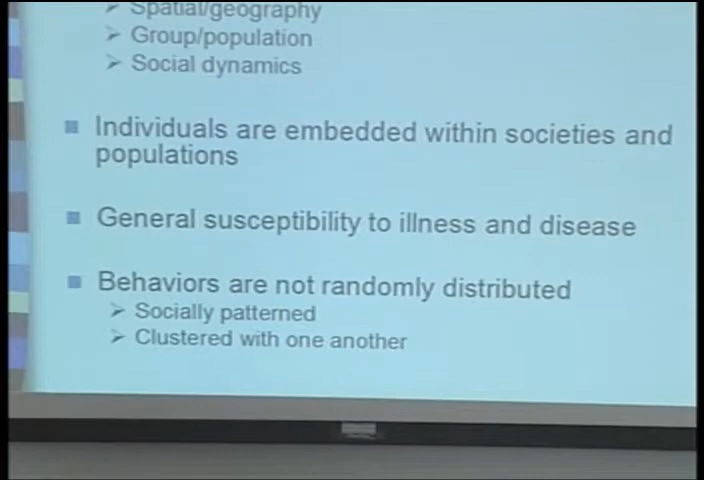 Spatial/geography
Group/population
Social dynamics
Individuals are embedded within societies and
populations
General susceptibility to illness and disease
Behaviors are not randomly distributed
Socially patterned
Clustered with one another